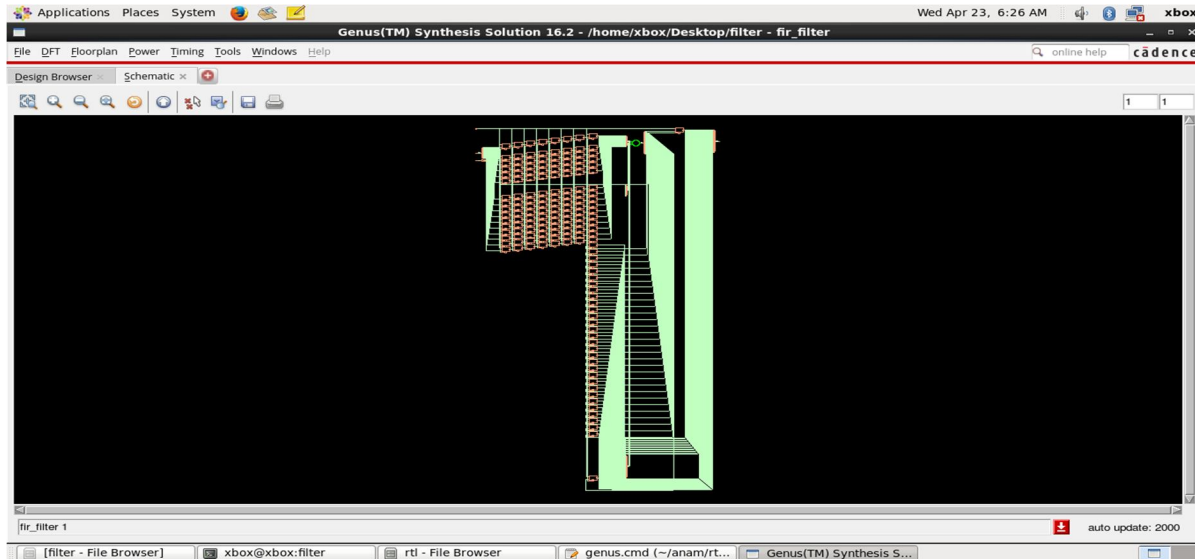 Applications Places System Wed Apr 23, 6:26 AM xbox
Genus(TM) Synthesis Solution 16.2 - /home/xbox/Desktop/filter - fir_filter
File DFT Floorplan Power Timing Tools Windows Help online help cādence
Design Browser Schematic
1 1
fir_filter 1 auto update: 2000
[filter - File Browser] xbox@xbox:filter rtl - File Browser genus.cmd (~/anam/rt... Genus(TM) Synthesis S...